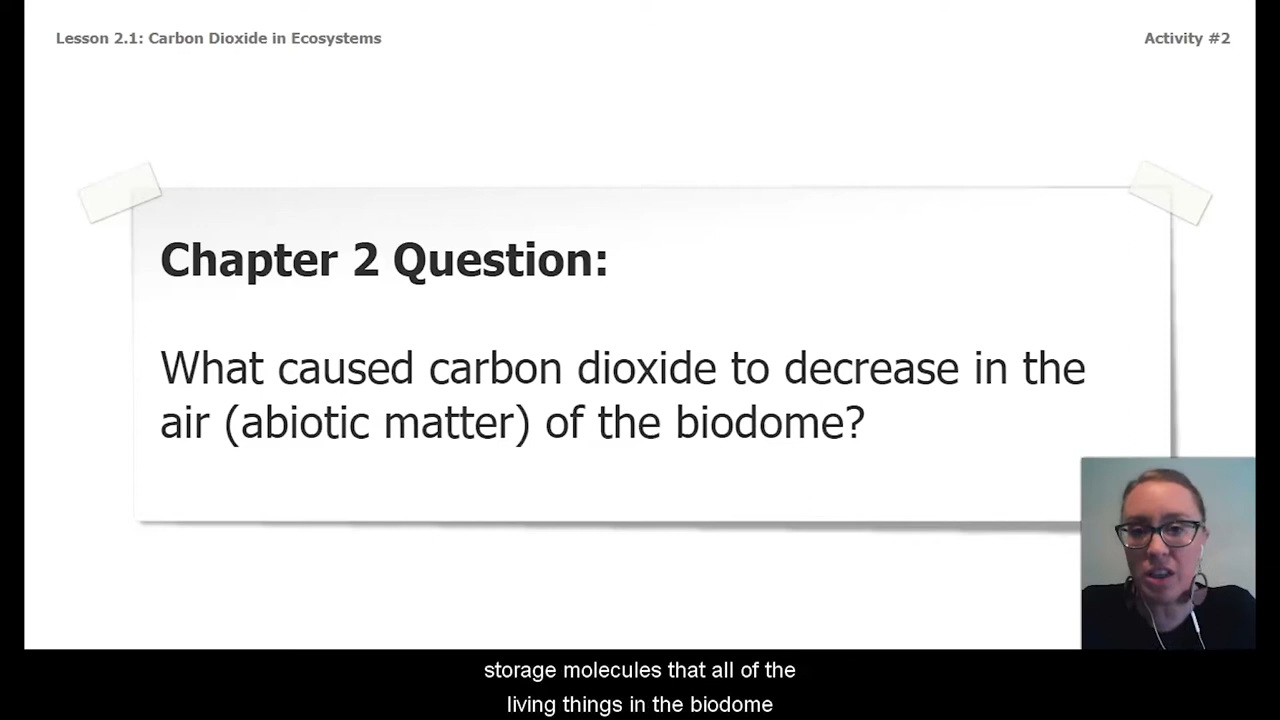 Lesson 2.1: Carbon Dioxide in Ecosystems
Activity #2
Chapter 2 Question:
What caused carbon dioxide to decrease in the
air (abiotic matter) of the biodome?
storage molecules that all of the
living things in the biodome